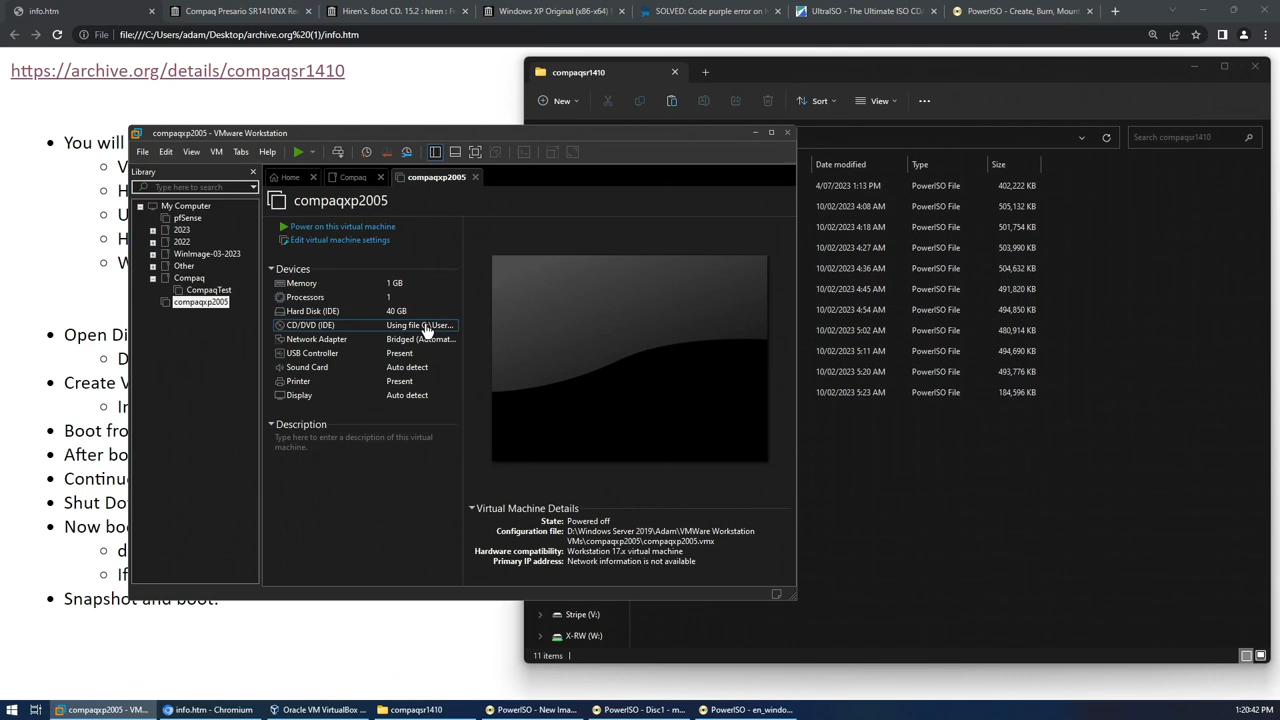 info.htm
Compaq Presario SR1410NX Rec
Hiren's Boot CD. 15.2 : hiren : F
Windows XP Original (x86-x64)
SOLVED: Code purple error on H
UltraISO - The Ultimate ISO CD/
PowerISO - Create, Burn, Mount
File
file:///C:/Users/adam/Desktop/archive.org%20(1)/info.htm
https://archive.org/details/compaqsr1410
You will
Open Di
Create V
Boot fro
After bo
Continu
Shut Do
Now boo
If
Snapshot and boot.
compaqsr1410
New
Sort
View
Search compaqsr1410
Date modified
Type
Size
4/07/2023 1:13 PM PowerISO File 402,222 KB
10/02/2023 4:08 AM PowerISO File 505,132 KB
10/02/2023 4:18 AM PowerISO File 501,754 KB
10/02/2023 4:27 AM PowerISO File 503,990 KB
10/02/2023 4:36 AM PowerISO File 504,632 KB
10/02/2023 4:45 AM PowerISO File 491,820 KB
10/02/2023 4:54 AM PowerISO File 494,850 KB
10/02/2023 5:02 AM PowerISO File 480,914 KB
10/02/2023 5:11 AM PowerISO File 494,690 KB
10/02/2023 5:20 AM PowerISO File 493,776 KB
10/02/2023 5:23 AM PowerISO File 184,596 KB
Stripe (V:)
X-RW (W:)
11 items
compaqxp2005 - VMware Workstation
File Edit View VM Tabs Help
Library
Type here to search
My Computer
pfSense
2023
2022
WinImage-03-2023
Other
Compaq
CompaqTest
compaqxp2005
Home
Compaq
compaqxp2005
compaqxp2005
Power on this virtual machine
Edit virtual machine settings
Devices
Memory 1 GB
Processors 1
Hard Disk (IDE) 40 GB
CD/DVD (IDE) Using file
Network Adapter Bridged (Automat...
USB Controller Present
Sound Card Auto detect
Printer Present
Display Auto detect
Description
Type here to enter a description of this virtual
machine.
Virtual Machine Details
State: Powered off
Configuration file: D:\Windows Server 2019\Adam\VMWare Workstation
VMs\compaqxp2005\compaqxp2005.vmx
Hardware compatibility: Workstation 17.x virtual machine
Primary IP address: Network information is not available
compaqxp2005 - VM...
info.htm - Chromium
Oracle VM VirtualBox ...
compaqsr1410
PowerISO - New Ima...
PowerISO - Disc1 - m...
PowerISO - en_windo...
1:20:42 PM